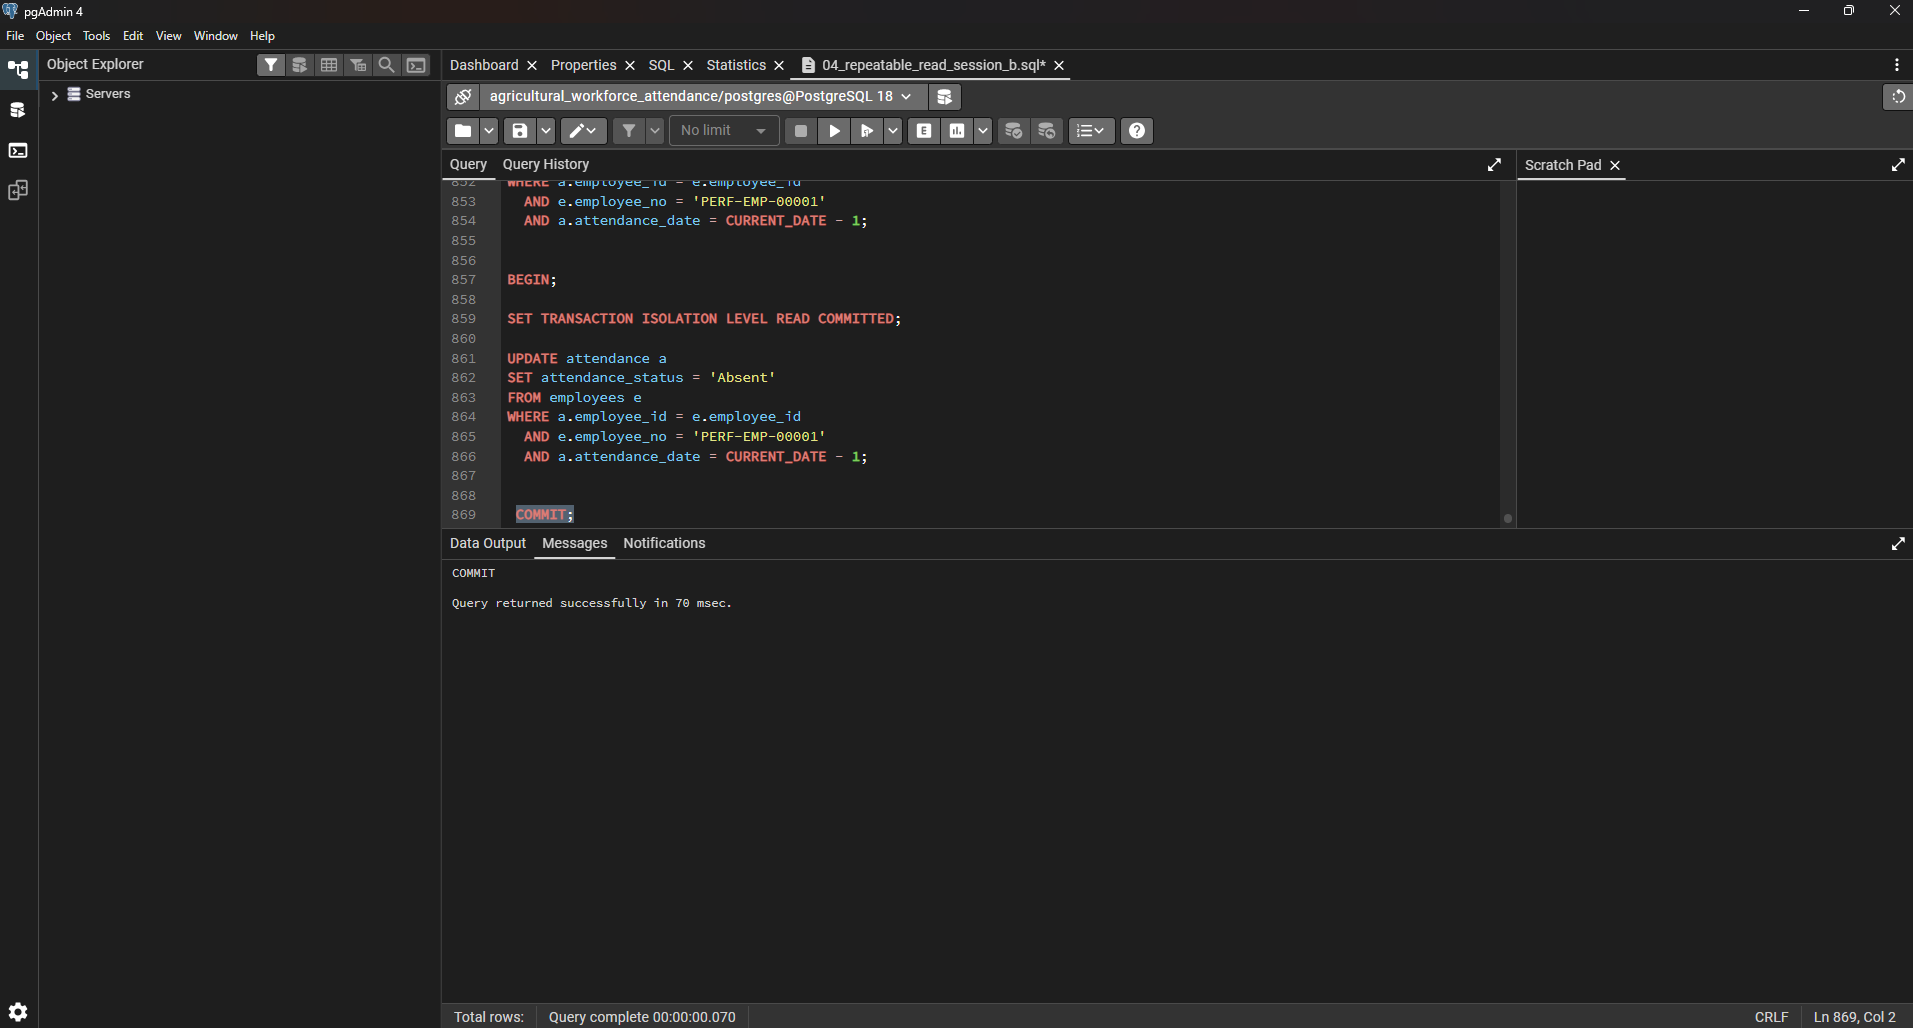 pgAdmin 4
File Object Tools Edit View Window Help
Object Explorer
Servers
Dashboard Properties SQL Statistics 04_repeatable_read_session_b.sql*
agricultural_workforce_attendance/postgres@PostgreSQL 18
No limit
Query Query History
Scratch Pad
852 WHERE a.employee_id = e.employee_id
853 AND e.employee_no = 'PERF-EMP-00001'
854 AND a.attendance_date = CURRENT_DATE - 1;
855
856
857 BEGIN;
858
859 SET TRANSACTION ISOLATION LEVEL READ COMMITTED;
860
861 UPDATE attendance a
862 SET attendance_status = 'Absent'
863 FROM employees e
864 WHERE a.employee_id = e.employee_id
865 AND e.employee_no = 'PERF-EMP-00001'
866 AND a.attendance_date = CURRENT_DATE - 1;
867
868
869 COMMIT;
Data Output Messages Notifications
COMMIT
Query returned successfully in 70 msec.
Total rows: Query complete 00:00:00.070 CRLF Ln 869, Col 2